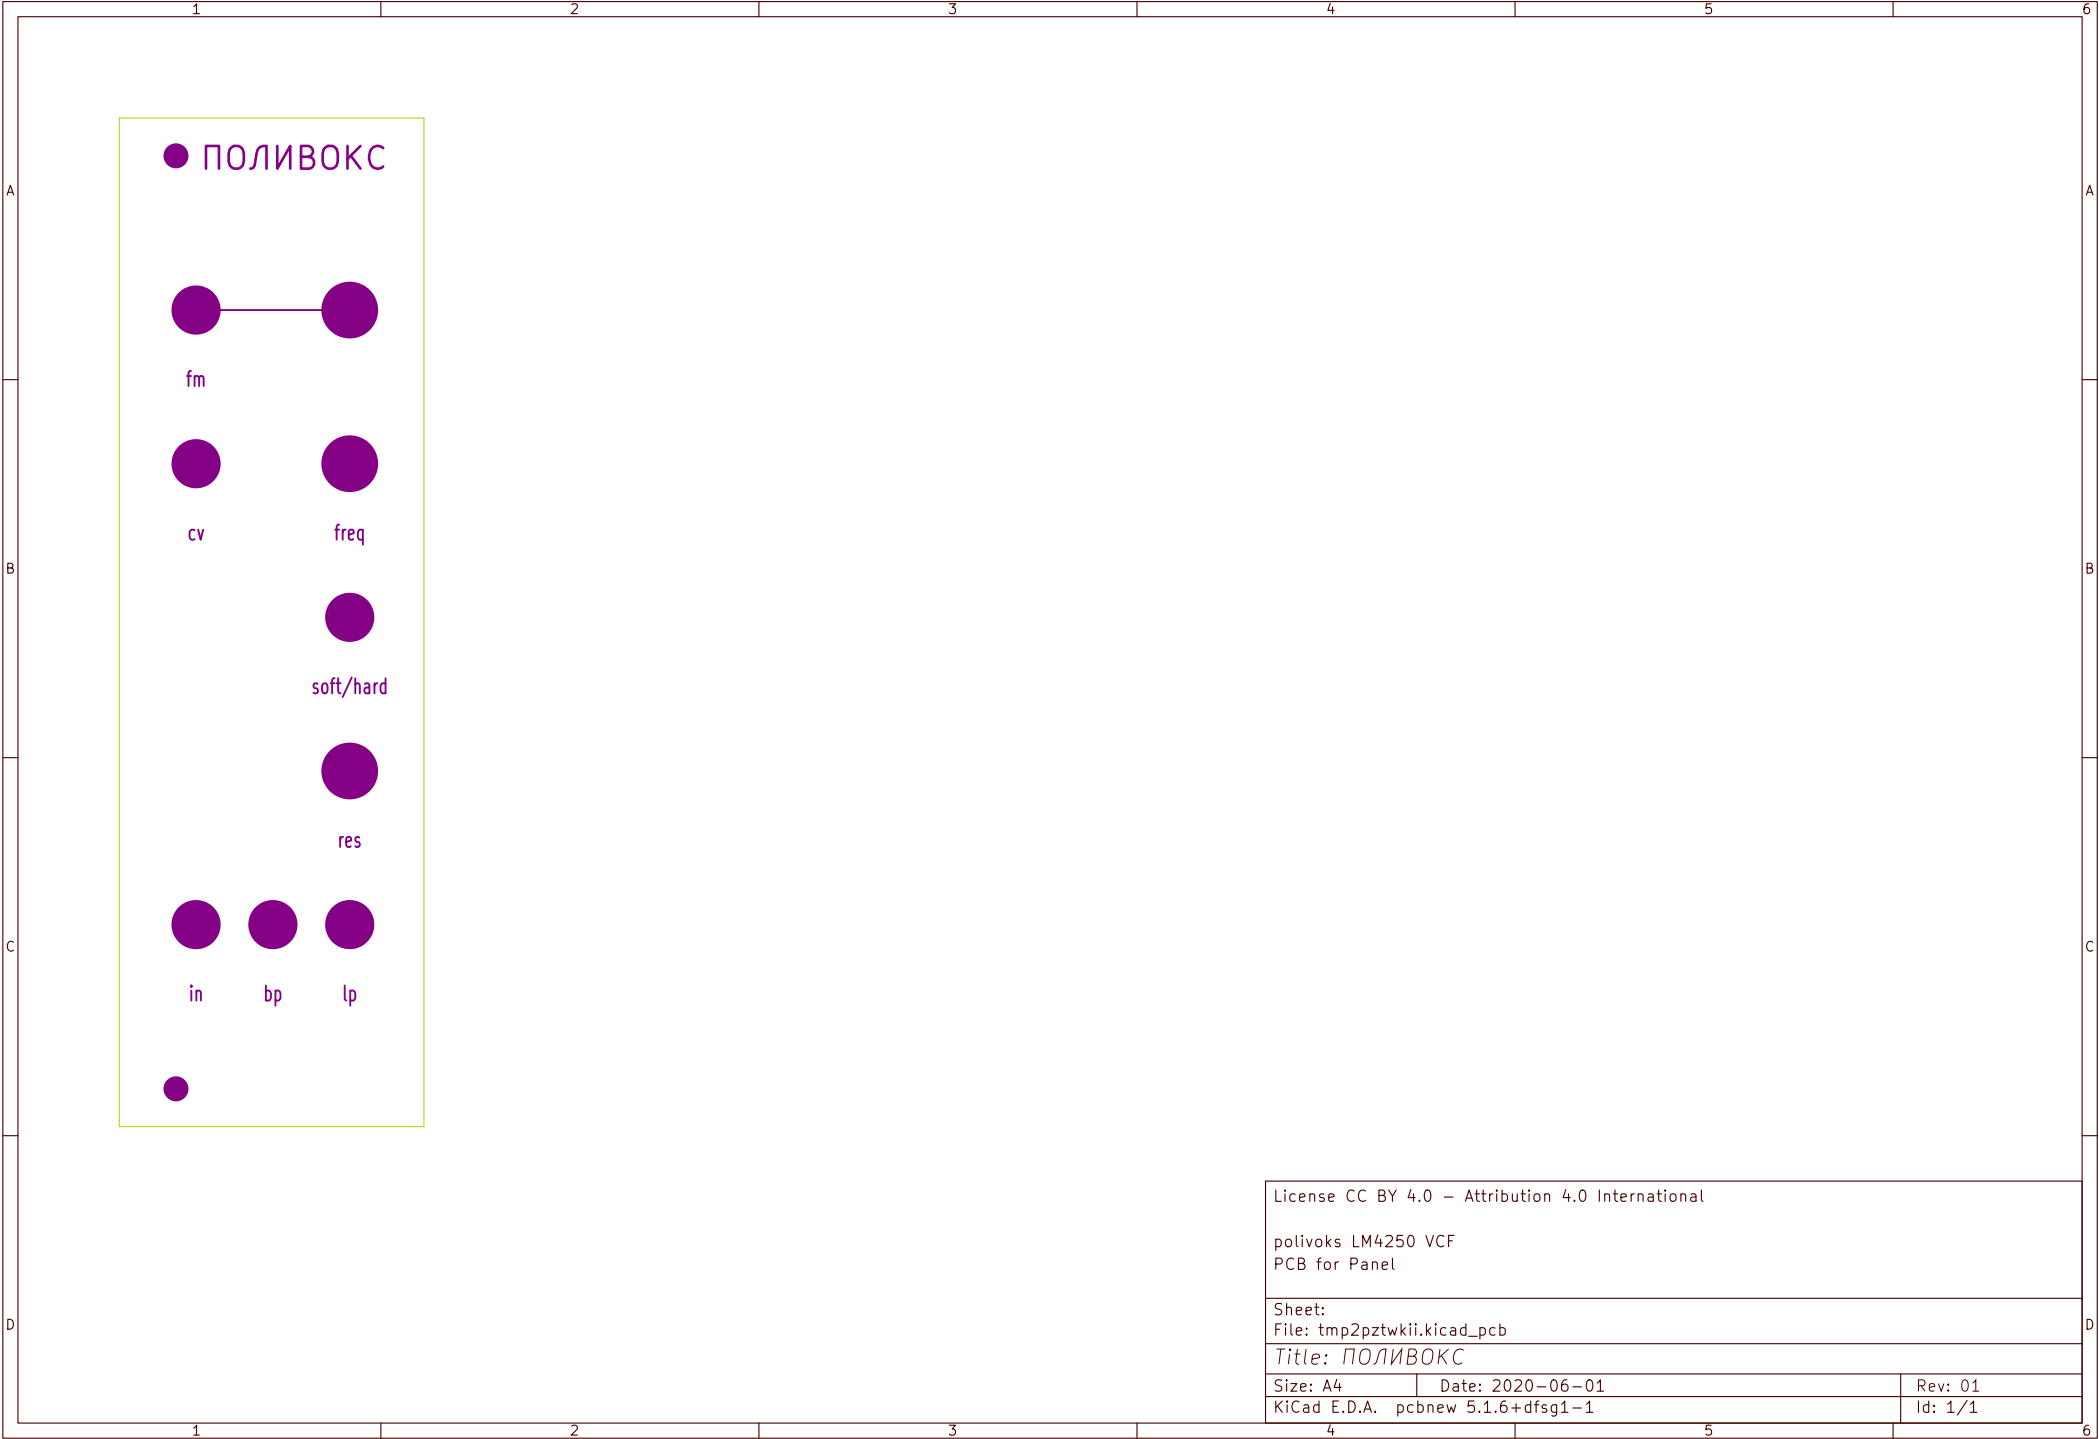 1 2 3 4 5 6
ПОЛИВОКС
A A
fm
cv freq
B B
soft/hard
res
C C
in bp lp
License CC BY 4.0 – Attribution 4.0 International
polivoks LM4250 VCF
PCB for Panel
Sheet:
D D
File: tmp2pztwkii.kicad_pcb
Title: ПОЛИВОКС
Size: A4 Date: 2020-06-01 Rev: 01
KiCad E.D.A. pcbnew 5.1.6+dfsg1-1 Id: 1/1
1 2 3 4 5 6